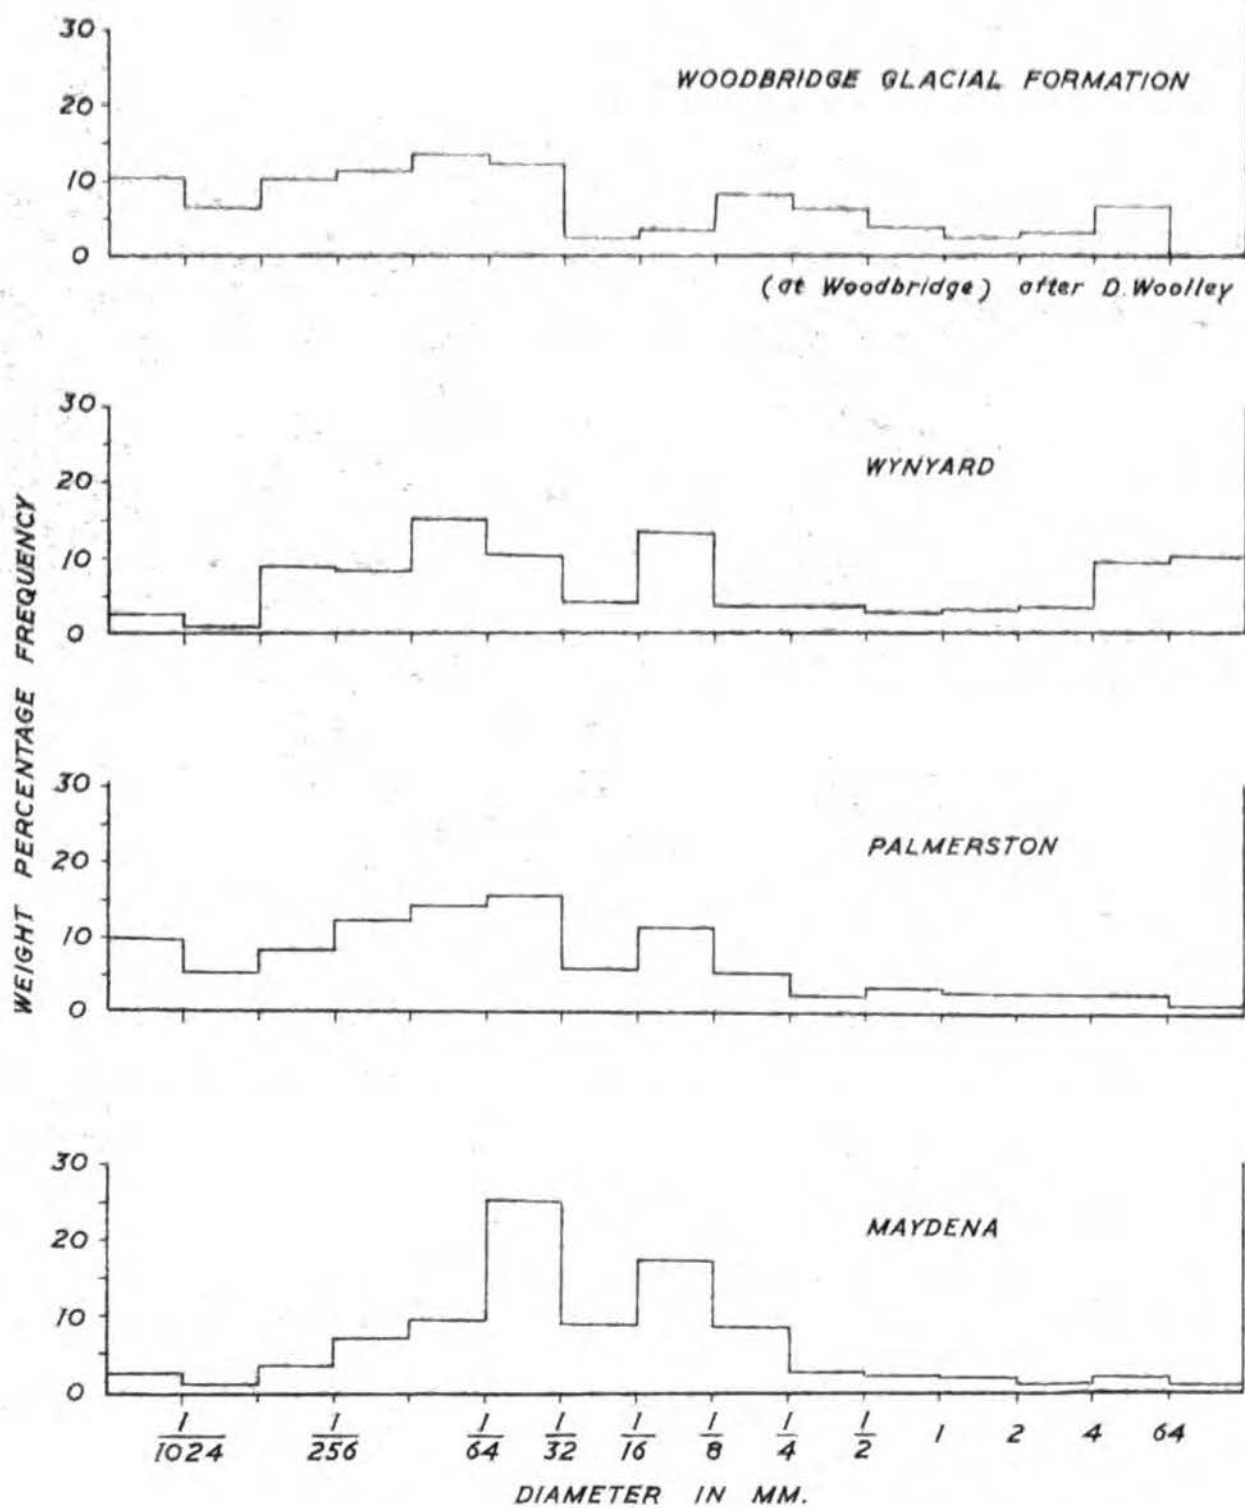 30
WOODBRIDGE GLACIAL FORMATION
20
10
0
(at Woodbridge) after D. Woolley
30
WYNYARD
20
10
0
WEIGHT PERCENTAGE FREQUENCY
30
PALMERSTON
20
10
0
30
MAYDENA
20
10
0
1/1024 1/256 1/64 1/32 1/16 1/8 1/4 1/2 1 2 4 64
DIAMETER IN MM.